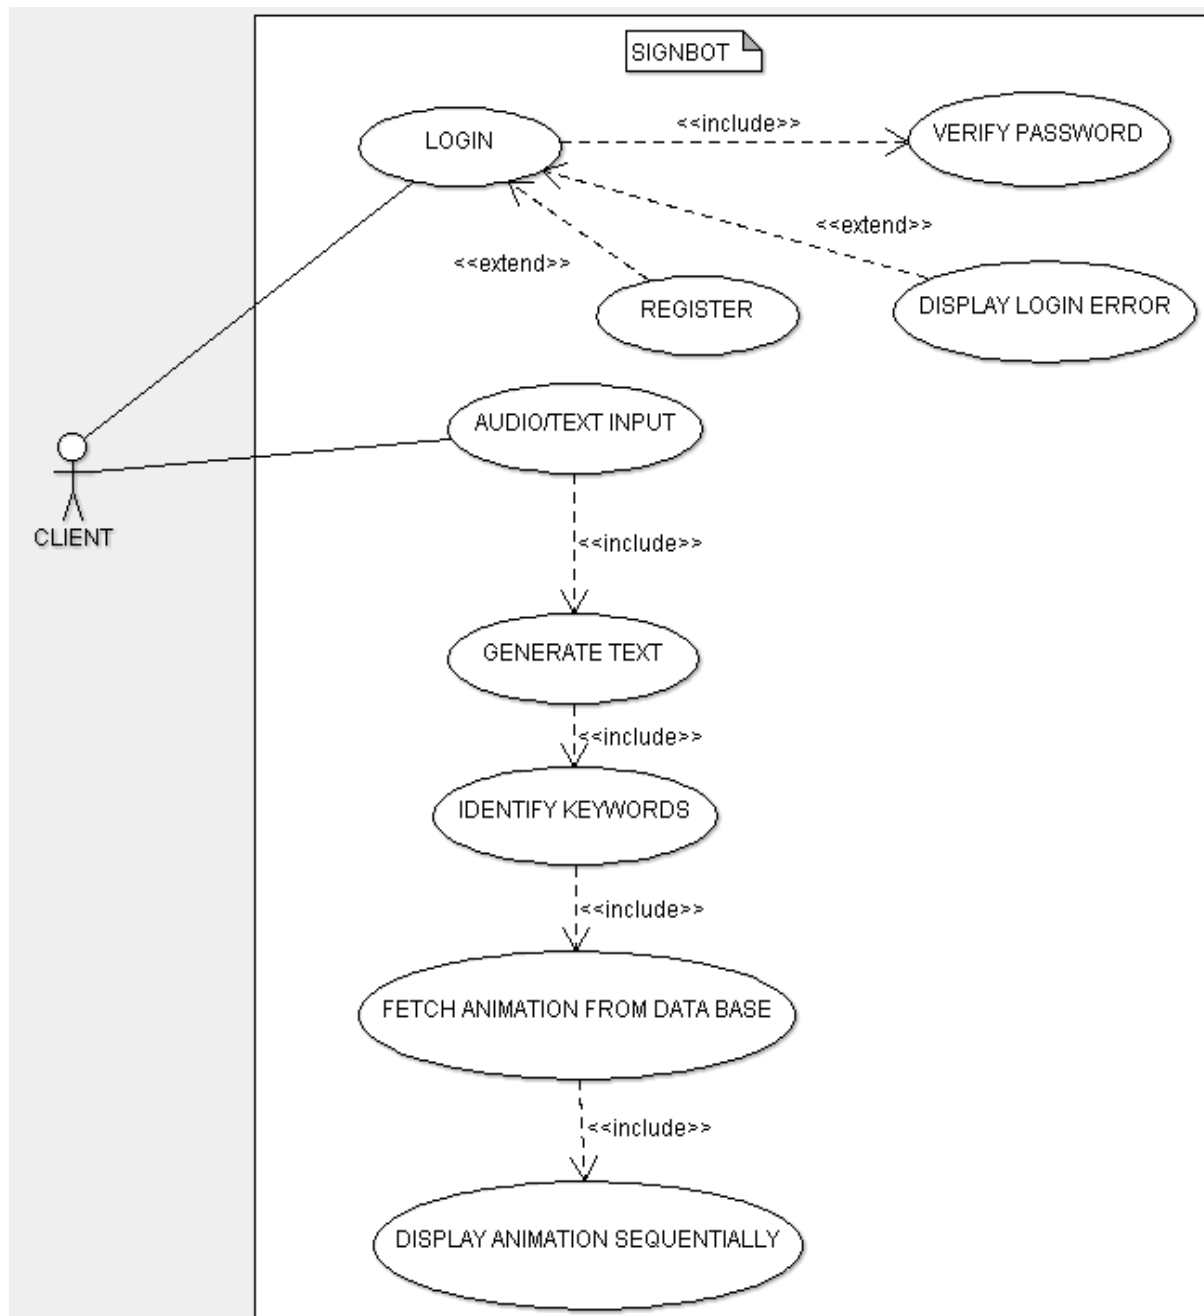 SIGNBOT
LOGIN
<<include>>
VERIFY PASSWORD
<<extend>>
<<extend>>
REGISTER
DISPLAY LOGIN ERROR
AUDIO/TEXT INPUT
CLIENT
<<include>>
GENERATE TEXT
<<include>>
IDENTIFY KEYWORDS
<<include>>
FETCH ANIMATION FROM DATA BASE
<<include>>
DISPLAY ANIMATION SEQUENTIALLY